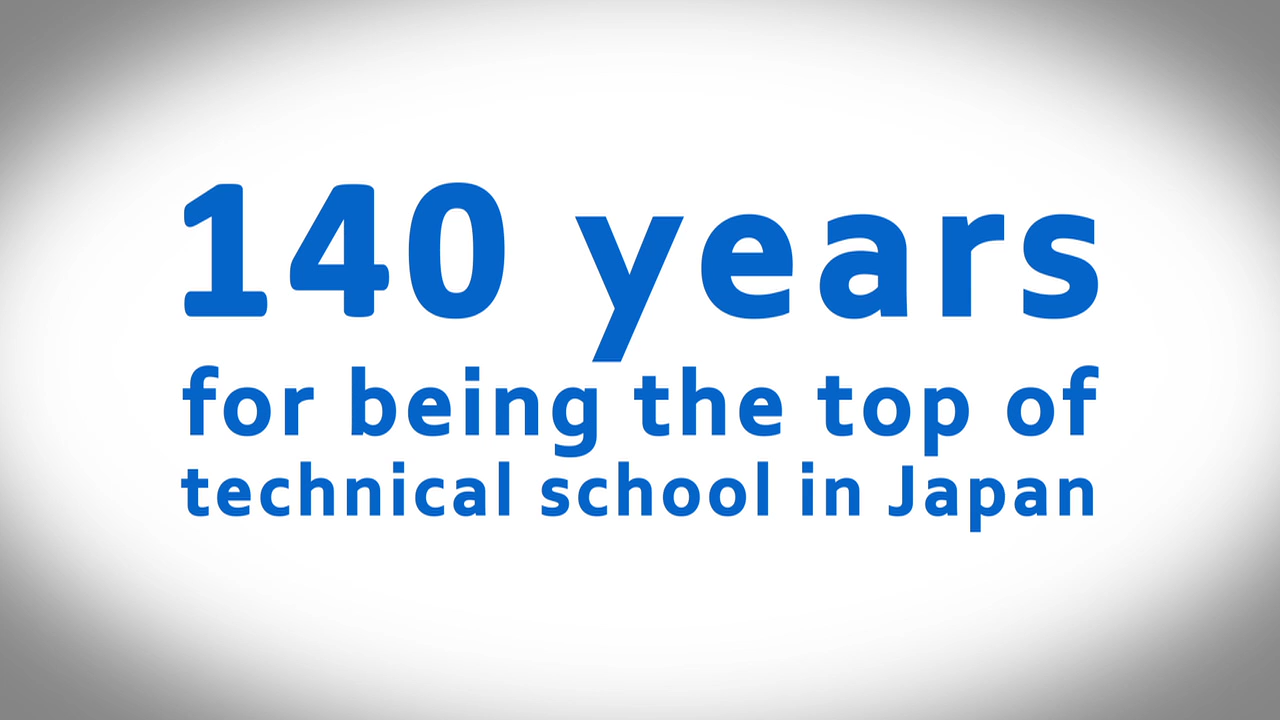 140 years
for being the top of
technical school in Japan